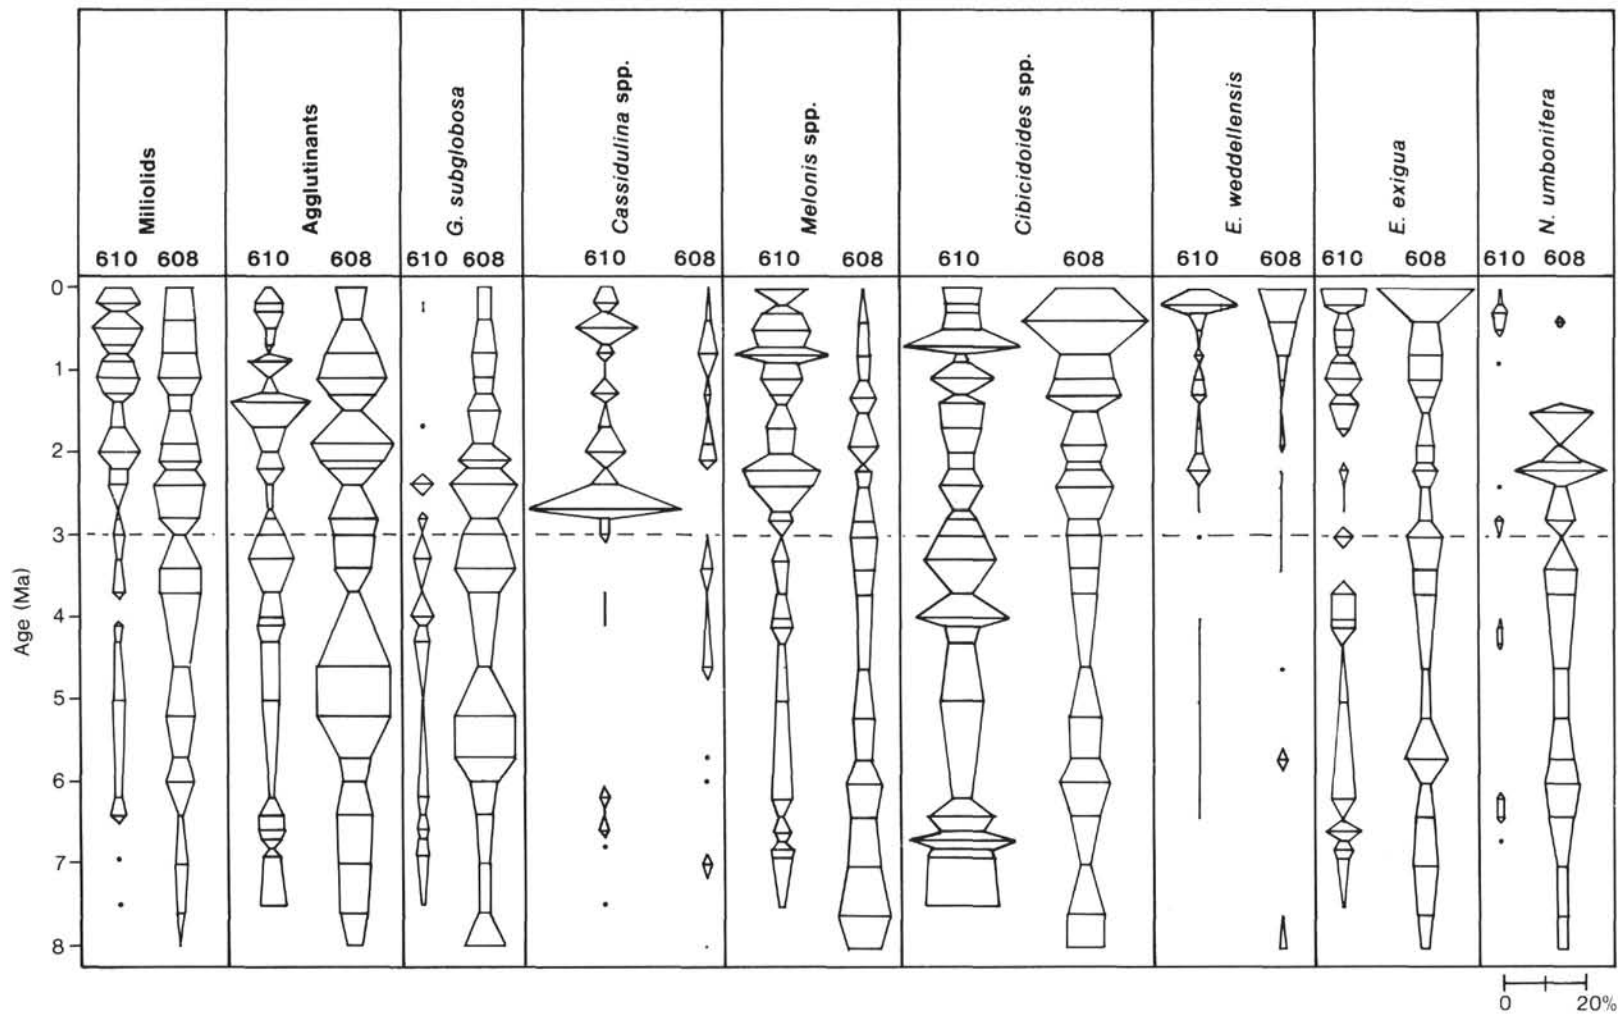 Miliolids
Agglutinants
G. subglobosa
Cassidulina spp.
Melonis spp.
Cibicidoides spp.
E. weddellensis
E. exigua
N. umbonifera
610 608 610 608 610 608 610 608 610 608 610 608 610 608 610 608 610 608
Age (Ma)
0
1
2
3
4
5
6
7
8
0 20%